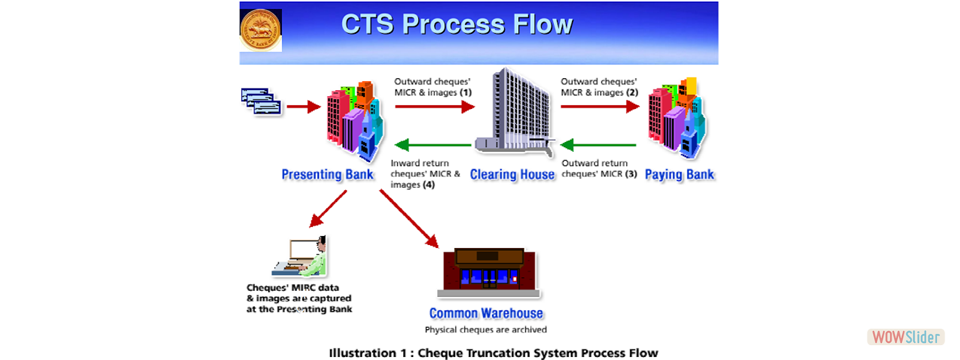 CTS Process Flow
Outward cheques'
MICR & images (1)
Outward cheques'
MICR & images (2)
Inward return
cheques' MICR &
images (4)
Outward return
cheques' MICR (3)
Presenting Bank
Clearing House
Paying Bank
Cheques' MIRC data
& images are captured
at the Presenting Bank
Common Warehouse
Physical cheques are archived
Illustration 1 : Cheque Truncation System Process Flow
WOWSlider